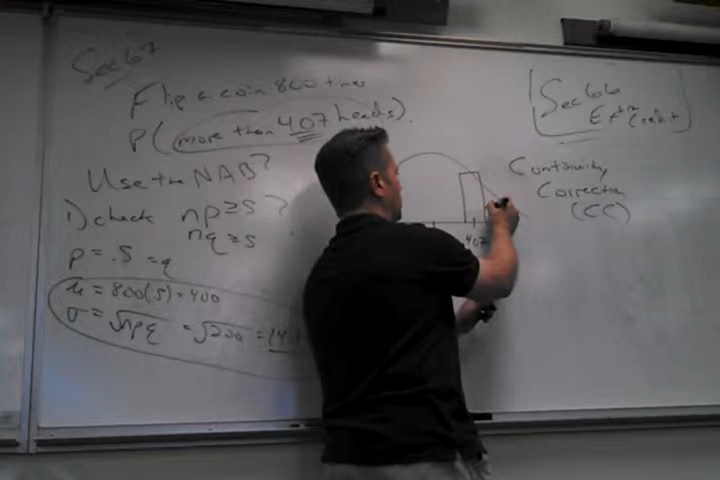 Sec 6.7
Flip a coin 800 times
P(more than 407 heads).
Use the NAB?
1) check np ≥ 5 ?
nq ≥ 5
p = .5 = q
μ = 800(.5) = 400
σ = √npq = √200 = 14.
407
Sec 6.6
Extra credit
Continuity
Correction
(CC)